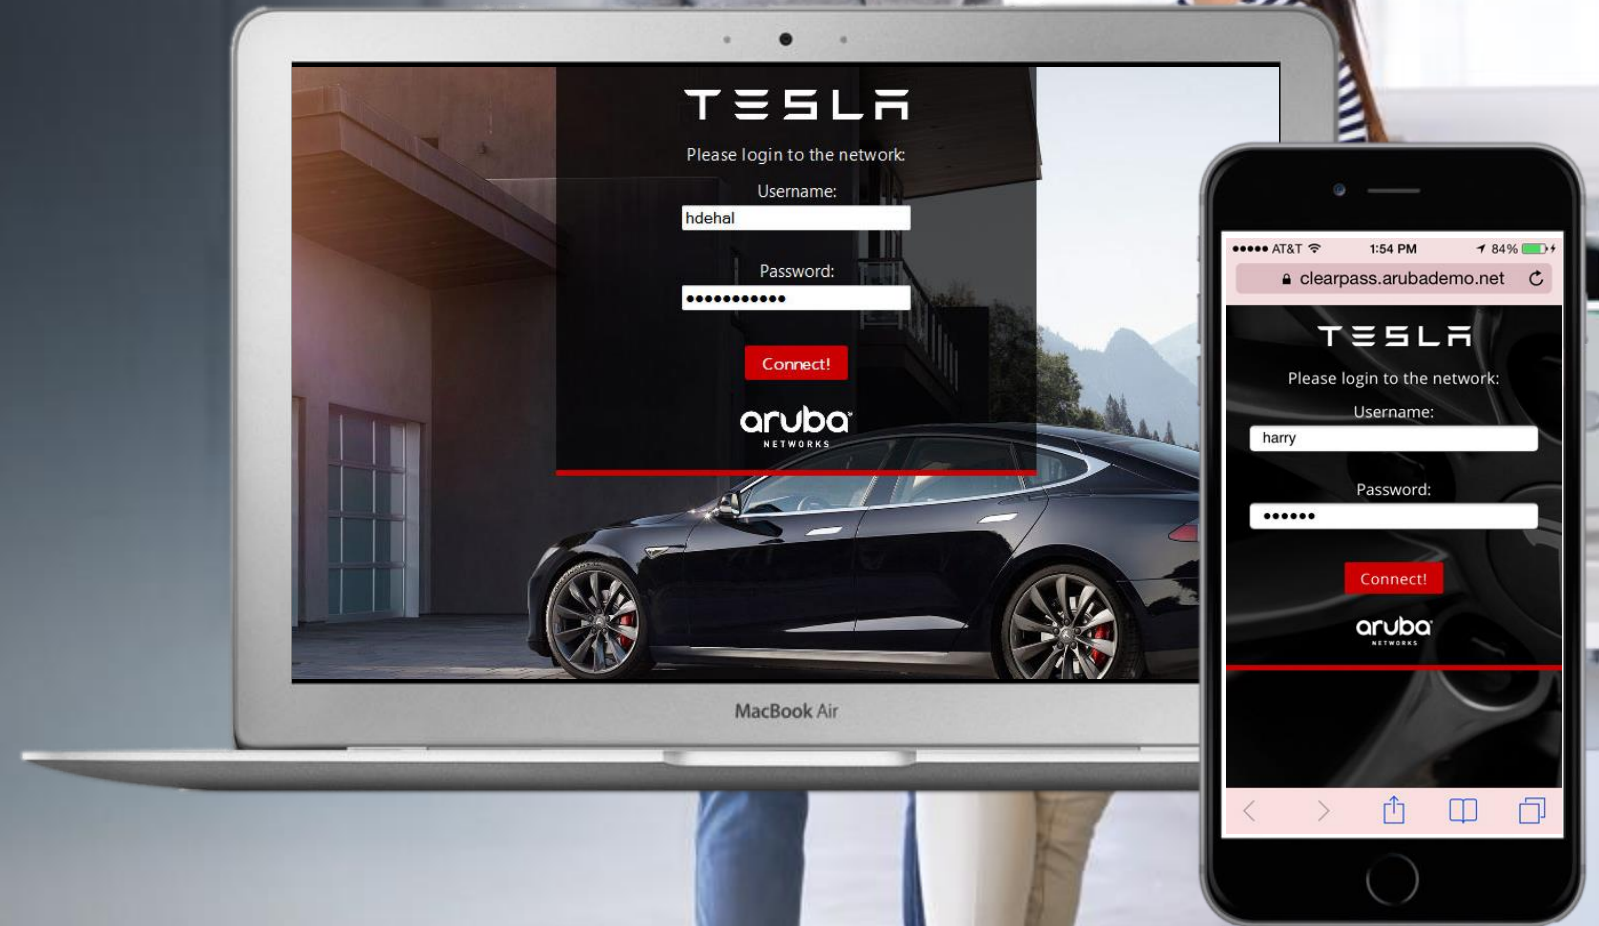 TESLA
Please login to the network:
Username:
hdehal
Password:
•••••••••••
Connect!
aruba
NETWORKS
MacBook Air
••••• AT&T 1:54 PM 84%
clearpass.arubademo.net
TESLA
Please login to the network:
Username:
harry
Password:
••••••
Connect!
aruba
NETWORKS